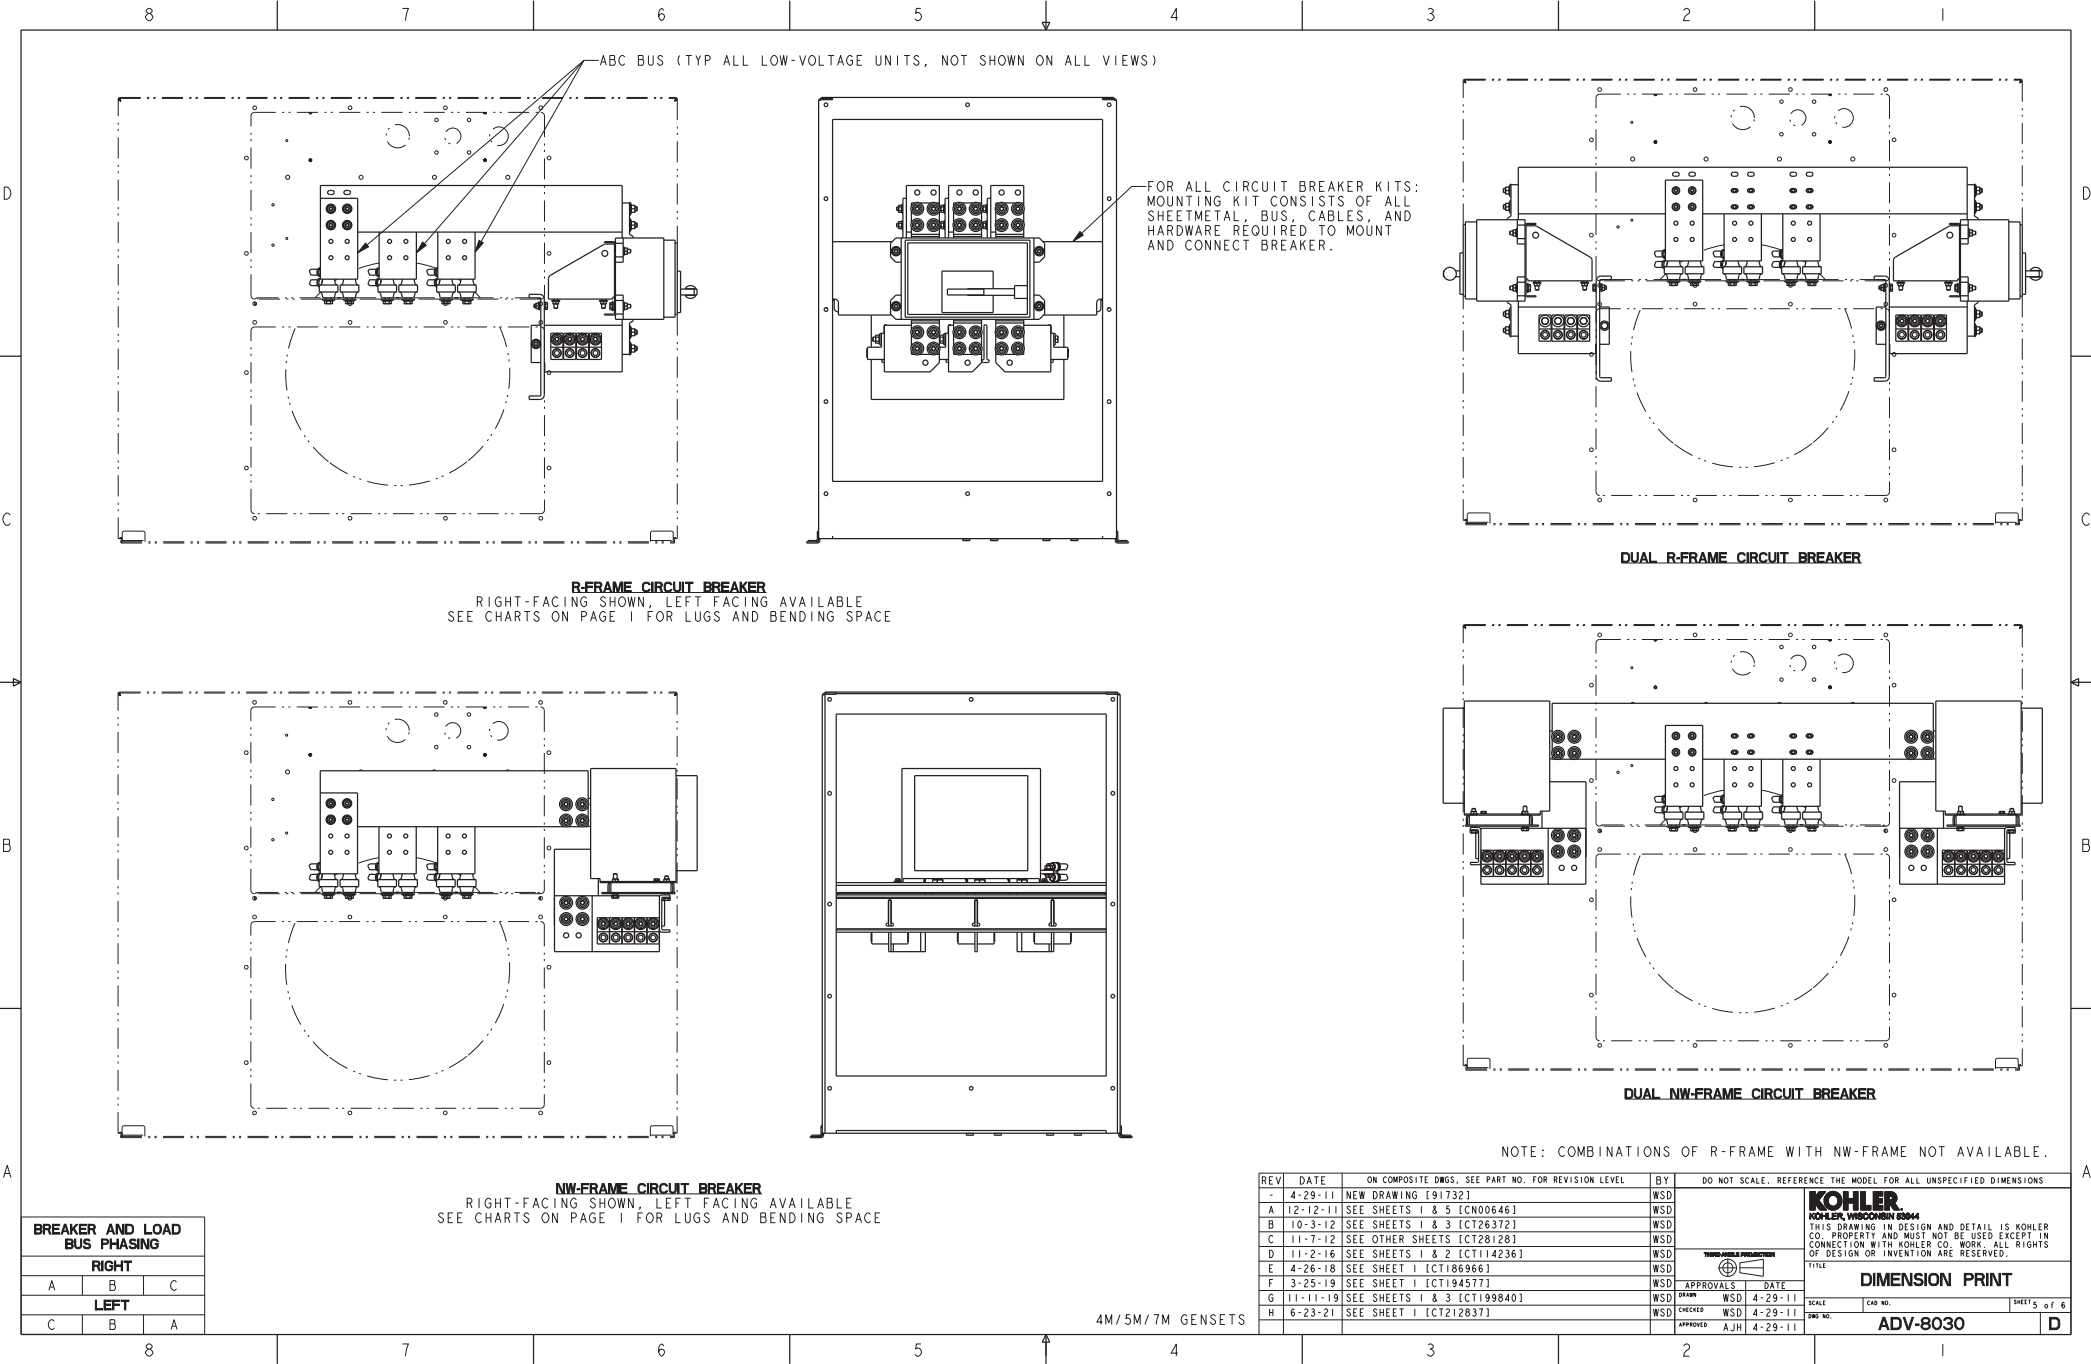 8 7 6 5 4 3 2 1
D D
C C
B B
A A
ABC BUS (TYP ALL LOW-VOLTAGE UNITS, NOT SHOWN ON ALL VIEWS)
FOR ALL CIRCUIT BREAKER KITS:
MOUNTING KIT CONSISTS OF ALL
SHEETMETAL, BUS, CABLES, AND
HARDWARE REQUIRED TO MOUNT
AND CONNECT BREAKER.
R-FRAME CIRCUIT BREAKER
RIGHT-FACING SHOWN, LEFT FACING AVAILABLE
SEE CHARTS ON PAGE 1 FOR LUGS AND BENDING SPACE
DUAL R-FRAME CIRCUIT BREAKER
NW-FRAME CIRCUIT BREAKER
RIGHT-FACING SHOWN, LEFT FACING AVAILABLE
SEE CHARTS ON PAGE 1 FOR LUGS AND BENDING SPACE
DUAL NW-FRAME CIRCUIT BREAKER
NOTE: COMBINATIONS OF R-FRAME WITH NW-FRAME NOT AVAILABLE.
BREAKER AND LOAD
BUS PHASING
RIGHT
A B C
LEFT
C B A
4M/5M/7M GENSETS
REV DATE ON COMPOSITE DWGS, SEE PART NO. FOR REVISION LEVEL BY
- 4-29-11 NEW DRAWING [91732] WSD
A 12-12-11 SEE SHEETS 1 & 5 [CN00646] WSD
B 10-3-12 SEE SHEETS 1 & 3 [CT26372] WSD
C 11-7-12 SEE OTHER SHEETS [CT28128] WSD
D 11-2-16 SEE SHEETS 1 & 2 [CT114236] WSD
E 4-26-18 SEE SHEET 1 [CT186966] WSD
F 3-25-19 SEE SHEET 1 [CT194577] WSD
G 11-11-19 SEE SHEETS 1 & 3 [CT199840] WSD
H 6-23-21 SEE SHEET 1 [CT212837] WSD
DO NOT SCALE. REFERENCE THE MODEL FOR ALL UNSPECIFIED DIMENSIONS
KOHLER.
KOHLER, WISCONSIN 53044
THIS DRAWING IN DESIGN AND DETAIL IS KOHLER
CO. PROPERTY AND MUST NOT BE USED EXCEPT IN
CONNECTION WITH KOHLER CO. WORK. ALL RIGHTS
OF DESIGN OR INVENTION ARE RESERVED.
THIRD ANGLE PROJECTION
APPROVALS DATE
DRAWN WSD 4-29-11
CHECKED WSD 4-29-11
APPROVED AJH 4-29-11
TITLE
DIMENSION PRINT
SCALE CAD NO. SHEET 5 of 6
DWG NO. ADV-8030 D
8 7 6 5 4 3 2 1